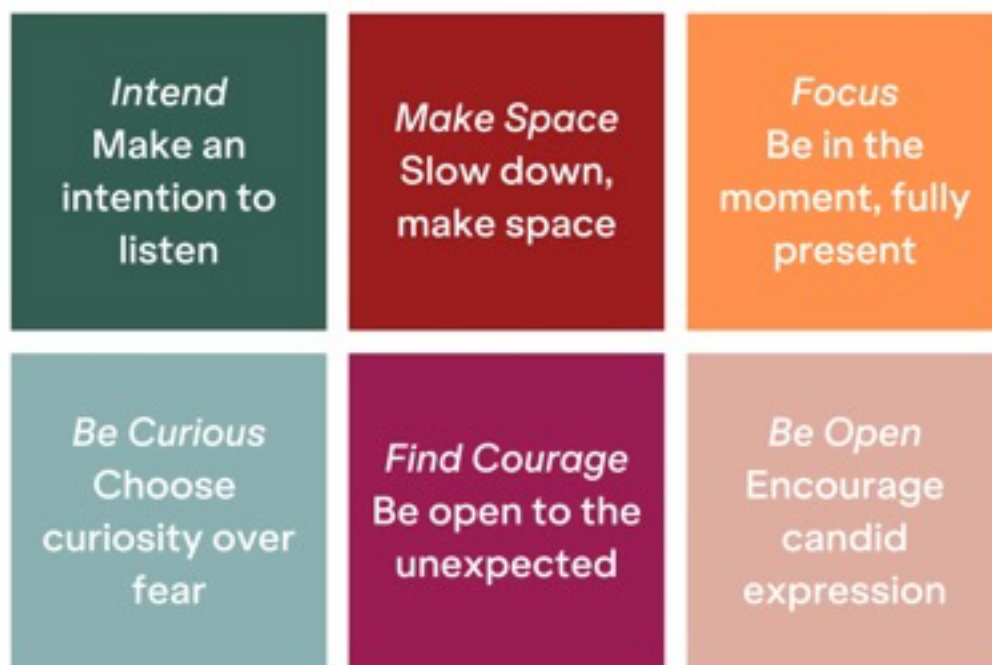 Intend
Make an
intention to
listen
Make Space
Slow down,
make space
Focus
Be in the
moment, fully
present
Be Curious
Choose
curiosity over
fear
Find Courage
Be open to the
unexpected
Be Open
Encourage
candid
expression